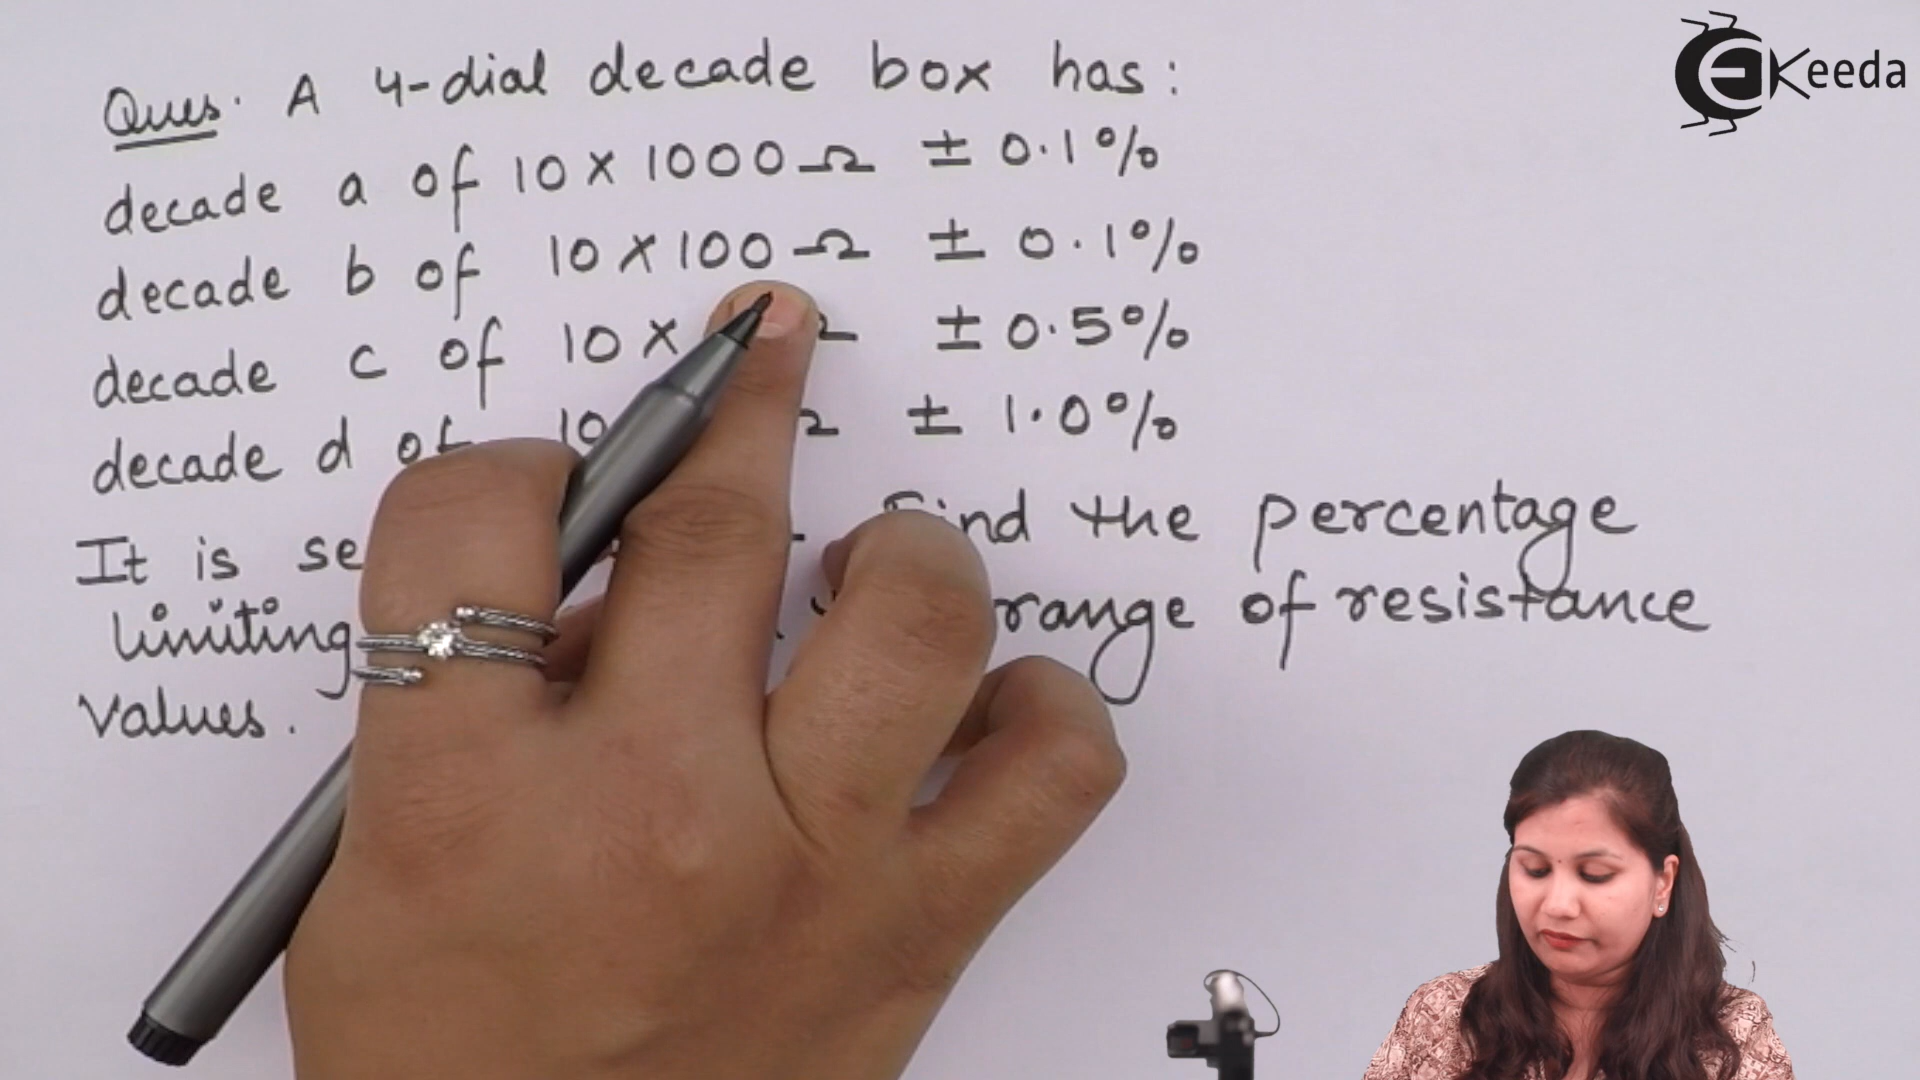 Ques. A 4-dial decade box has:
decade a of 10 x 1000 Ω ± 0.1%
decade b of 10 x 100 Ω ± 0.1%
decade c of 10 x Ω ± 0.5%
decade d of 10 Ω ± 1.0%
It is Find the percentage
limiting range of resistance
values.
Keeda